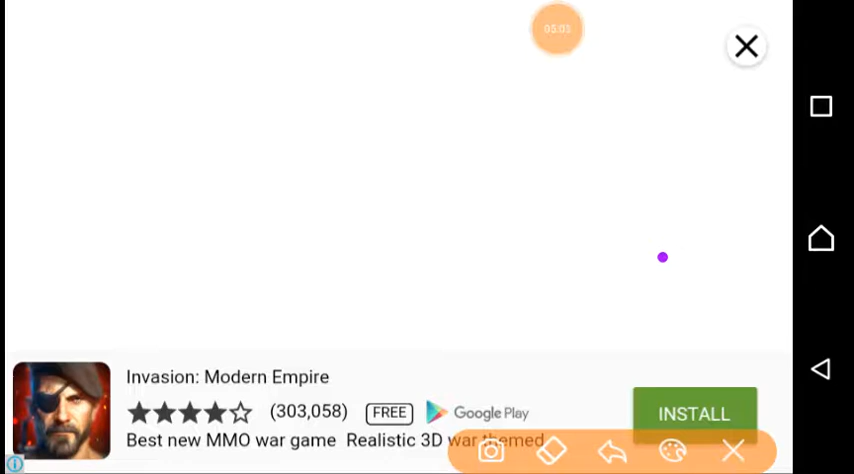 05:03
Invasion: Modern Empire
(303,058) FREE Google Play
INSTALL
Best new MMO war game Realistic 3D war themed